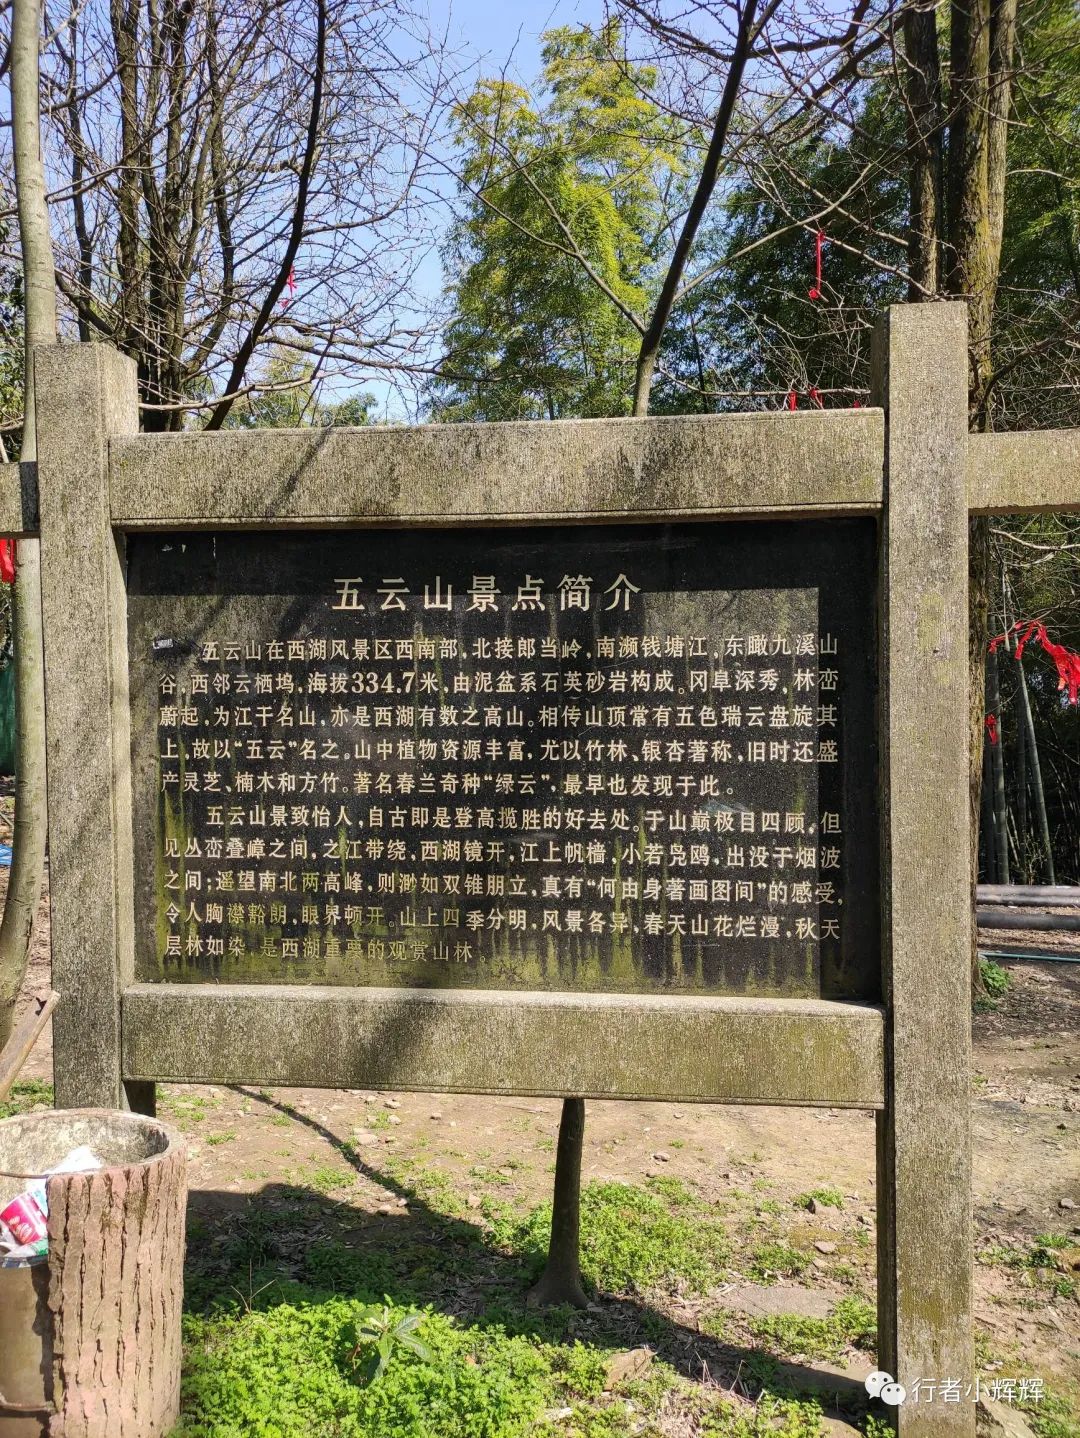 五云山景点简介
五云山在西湖风景区西南部，北接郎当岭，南濒钱塘江，东瞰九溪山
谷，西邻云栖坞，海拔334.7米，由泥盆系石英砂岩构成。冈阜深秀，林峦
蔚起，为江干名山，亦是西湖有数之高山。相传山顶常有五色瑞云盘旋其
上，故以“五云”名之。山中植物资源丰富，尤以竹林、银杏著称，旧时还盛
产灵芝、楠木和方竹。著名春兰奇种“绿云”，最早也发现于此。
五云山景致怡人，自古即是登高揽胜的好去处。于山巅极目四顾，但
见丛峦叠嶂之间，之江带绕，西湖镜开，江上帆樯，小若凫鸥，出没于烟波
之间；遥望南北两高峰，则渺如双锥朋立，真有“何由身著画图间”的感受，
令人胸襟豁朗，眼界顿开。山上四季分明，风景各异，春天山花烂漫，秋天
层林如染，是西湖重要的观赏山林。
行者小辉辉